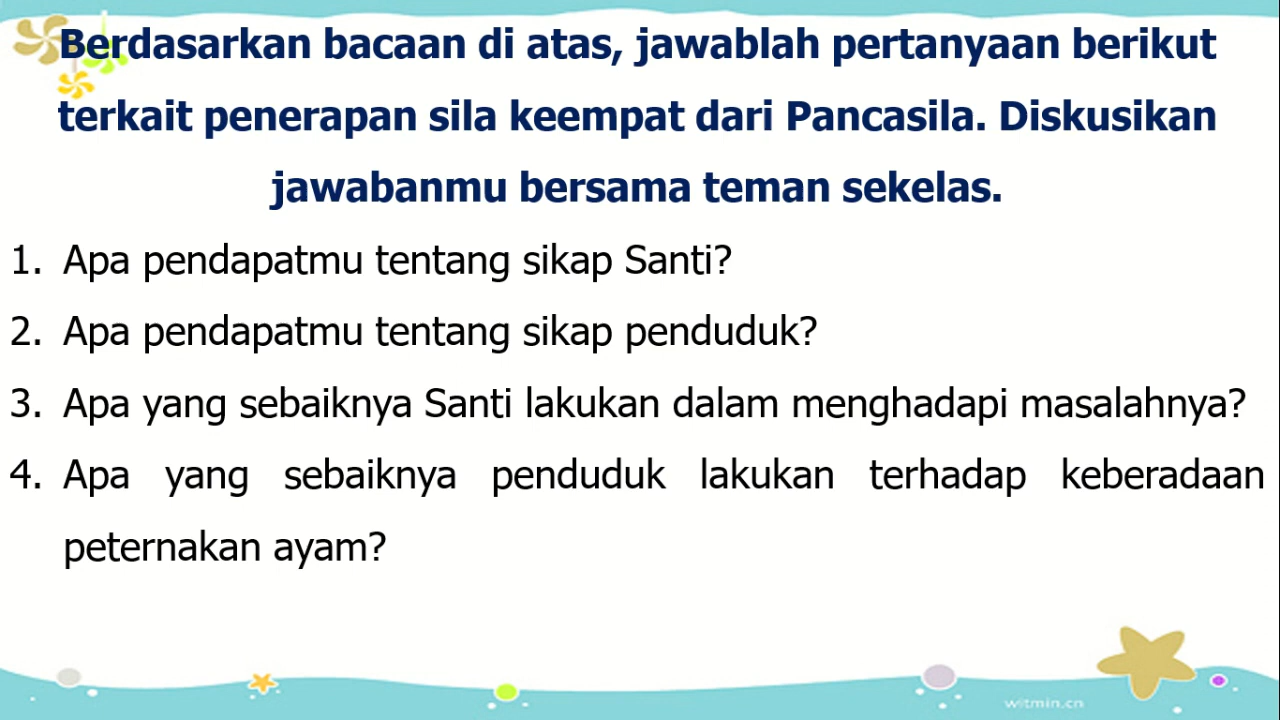 Berdasarkan bacaan di atas, jawablah pertanyaan berikut
terkait penerapan sila keempat dari Pancasila. Diskusikan
jawabanmu bersama teman sekelas.
1. Apa pendapatmu tentang sikap Santi?
2. Apa pendapatmu tentang sikap penduduk?
3. Apa yang sebaiknya Santi lakukan dalam menghadapi masalahnya?
4. Apa yang sebaiknya penduduk lakukan terhadap keberadaan
peternakan ayam?
witmin.cn